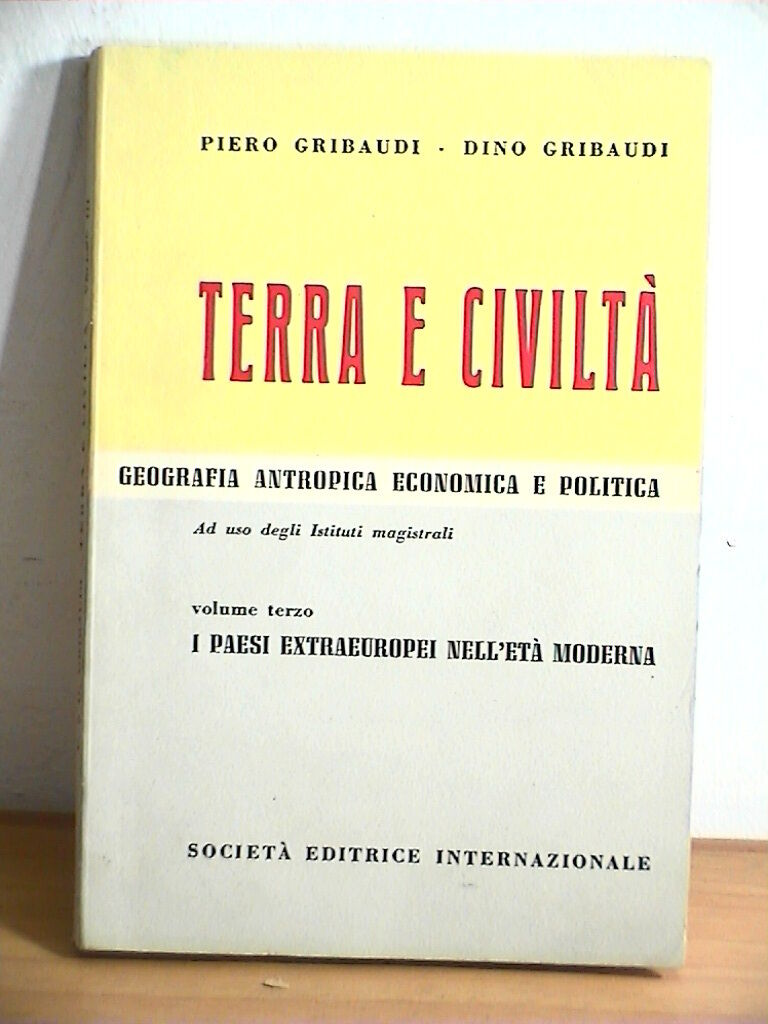 PIERO GRIBAUDI - DINO GRIBAUDI
TERRA E CIVILTÀ
GEOGRAFIA ANTROPICA ECONOMICA E POLITICA
Ad uso degli Istituti magistrali
volume terzo
I PAESI EXTRAEUROPEI NELL'ETÀ MODERNA
SOCIETÀ EDITRICE INTERNAZIONALE